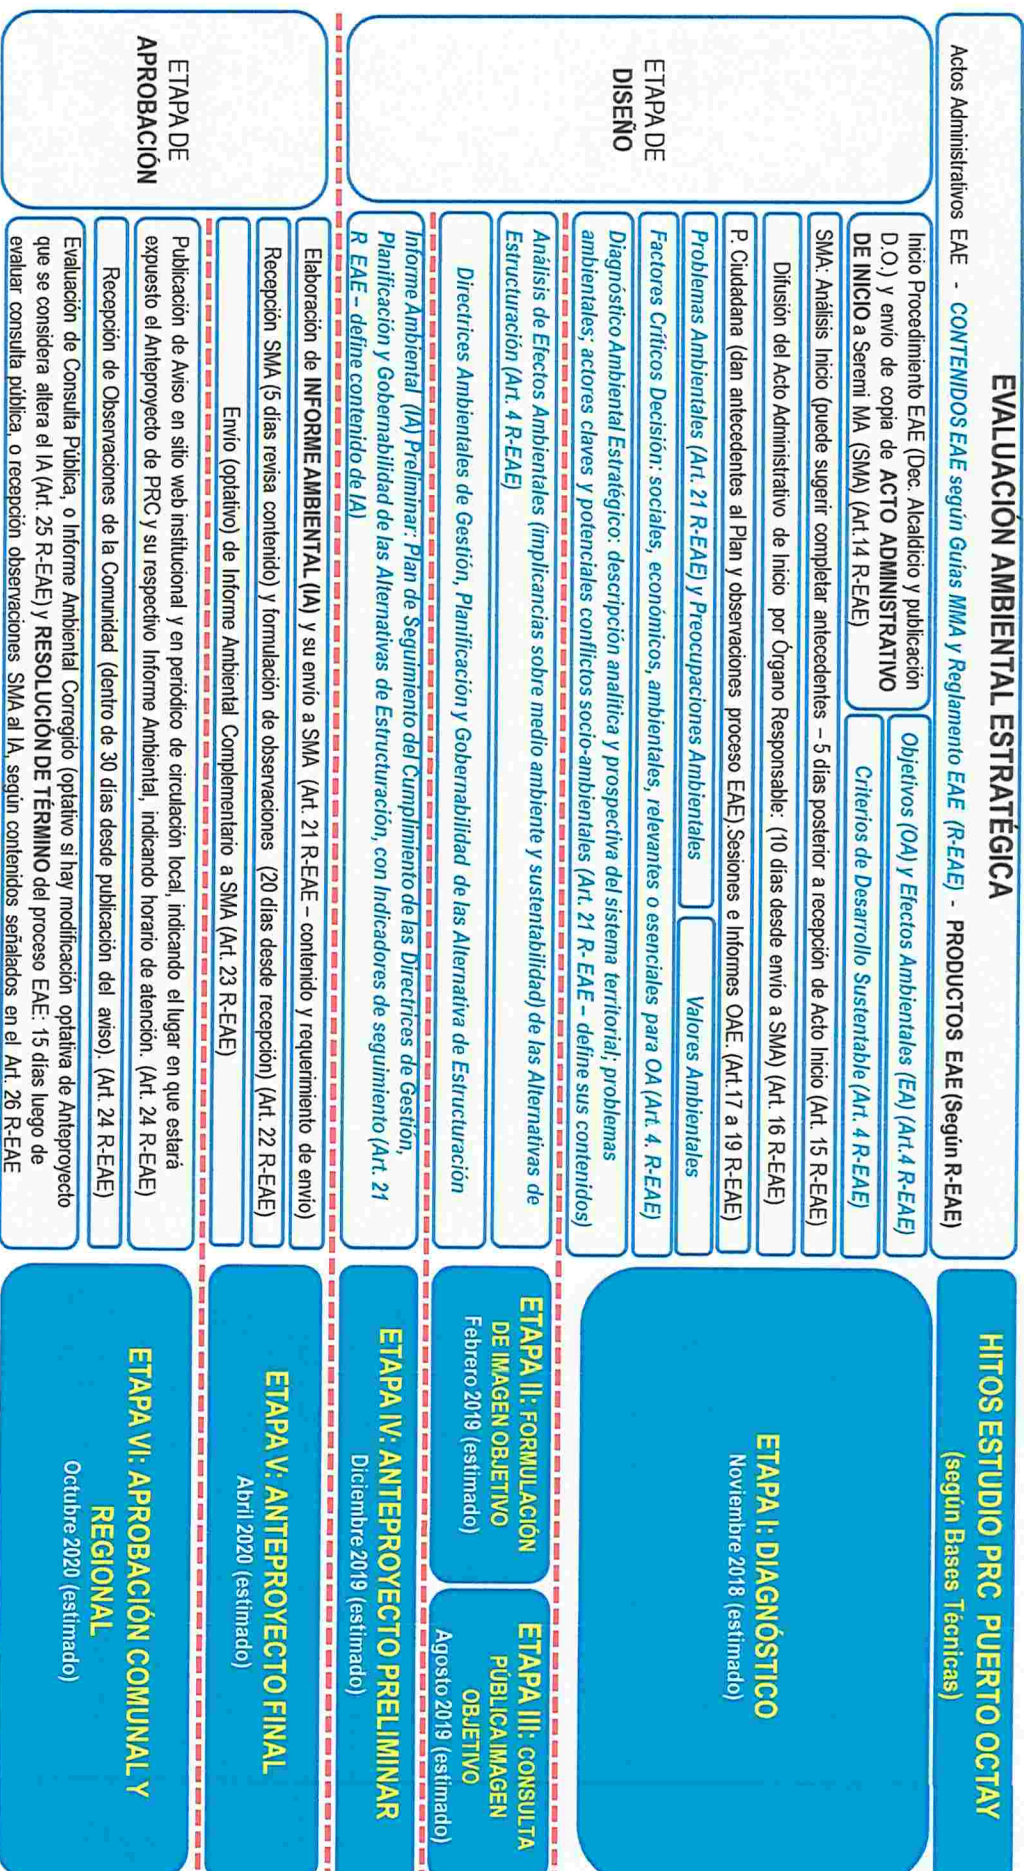 EVALUACIÓN AMBIENTAL ESTRATÉGICA
Actos Administrativos EAE - CONTENIDOS EAE según Guías MMA y Reglamento EAE (R-EAE) - PRODUCTOS EAE (Según R-EAE)
HITOS ESTUDIO PRC PUERTO OCTAY
(según Bases Técnicas)
ETAPA DE
DISEÑO
Inicio Procedimiento EAE (Dec. Alcaldicio y publicación
D.O.) y envío de copia de ACTO ADMINISTRATIVO
DE INICIO a Seremi MA (SMA) (Art.14 R-EAE)
Objetivos (OA) y Efectos Ambientales (EA) (Art.4 R-EAE)
Criterios de Desarrollo Sustentable (Art. 4 R-EAE)
SMA: Análisis Inicio (puede sugerir completar antecedentes – 5 días posterior a recepción de Acto Inicio (Art. 15 R-EAE)
Difusión del Acto Administrativo de Inicio por Órgano Responsable: (10 días desde envío a SMA) (Art. 16 R-EAE)
P. Ciudadana (dan antecedentes al Plan y observaciones proceso EAE).Sesiones e Informes OAE. (Art.17 a 19 R-EAE)
Problemas Ambientales (Art. 21 R-EAE) y Preocupaciones Ambientales
Valores Ambientales
Factores Críticos Decisión: sociales, económicos, ambientales, relevantes o esenciales para OA (Art. 4. R-EAE)
Diagnóstico Ambiental Estratégico: descripción analítica y prospectiva del sistema territorial; problemas
ambientales; actores claves y potenciales conflictos socio-ambientales (Art. 21 R- EAE – define sus contenidos)
ETAPA I: DIAGNÓSTICO
Noviembre 2018 (estimado)
Análisis de Efectos Ambientales (implicancias sobre medio ambiente y sustentabilidad) de las Alternativas de
Estructuración (Art. 4 R-EAE)
Directrices Ambientales de Gestión, Planificación y Gobernabilidad de las Alternativa de Estructuración
ETAPA II: FORMULACIÓN
DE IMAGEN OBJETIVO
Febrero 2019 (estimado)
ETAPA III: CONSULTA
PÚBLICA IMAGEN
OBJETIVO
Agosto 2019 (estimado)
Informe Ambiental (IA) Preliminar: Plan de Seguimiento del Cumplimiento de las Directrices de Gestión,
Planificación y Gobernabilidad de las Alternativas de Estructuración, con Indicadores de seguimiento (Art. 21
R EAE – define contenido de IA)
ETAPA IV: ANTEPROYECTO PRELIMINAR
Diciembre 2019 (estimado)
ETAPA DE
APROBACIÓN
Elaboración de INFORME AMBIENTAL (IA) y su envío a SMA (Art. 21 R-EAE – contenido y requerimiento de envío)
Recepción SMA (5 días revisa contenido) y formulación de observaciones (20 días desde recepción) (Art. 22 R-EAE)
Envío (optativo) de Informe Ambiental Complementario a SMA (Art. 23 R-EAE)
ETAPA V: ANTEPROYECTO FINAL
Abril 2020 (estimado)
Publicación de Aviso en sitio web institucional y en periódico de circulación local, indicando el lugar en que estará
expuesto el Anteproyecto de PRC y su respectivo Informe Ambiental, indicando horario de atención. (Art. 24 R-EAE)
Recepción de Observaciones de la Comunidad (dentro de 30 días desde publicación del aviso). (Art. 24 R-EAE)
Evaluación de Consulta Pública, o Informe Ambiental Corregido (optativo si hay modificación optativa de Anteproyecto
que se considera altera el IA (Art. 25 R-EAE) y RESOLUCIÓN DE TÉRMINO del proceso EAE: 15 días luego de
evaluar consulta pública, o recepción observaciones SMA al IA, según contenidos señalados en el Art. 26 R-EAE
ETAPA VI: APROBACIÓN COMUNAL Y
REGIONAL
Octubre 2020 (estimado)